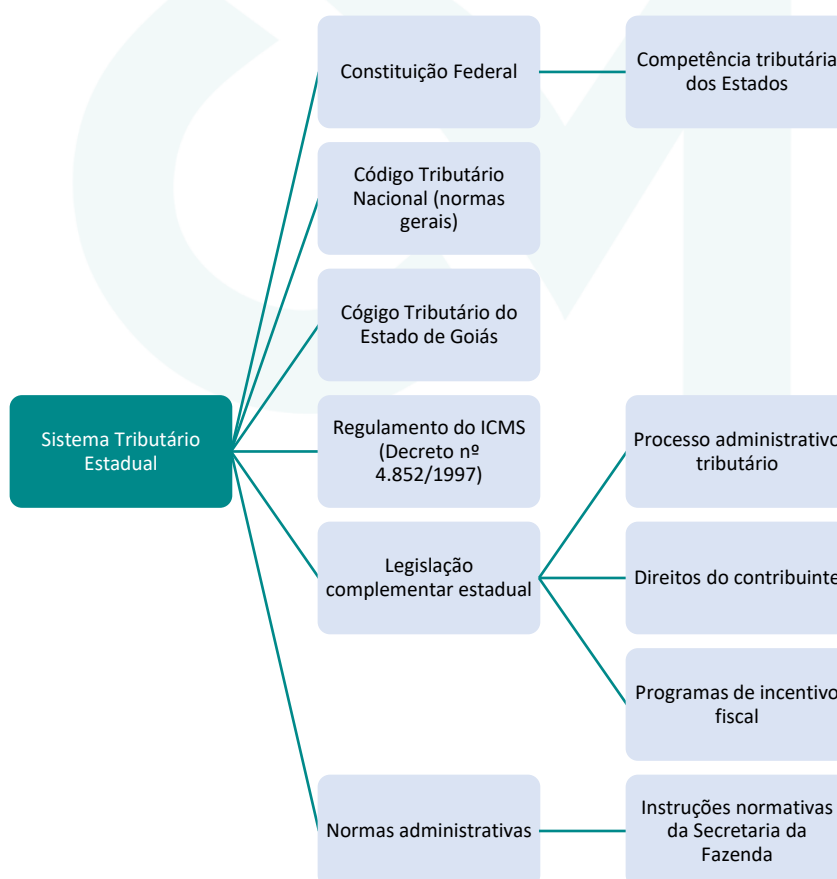 Constituição Federal
Competência tributária
dos Estados
Código Tributário
Nacional (normas
gerais)
Cógigo Tributário do
Estado de Goiás
Sistema Tributário
Estadual
Regulamento do ICMS
(Decreto nº
4.852/1997)
Legislação
complementar estadual
Processo administrativo
tributário
Direitos do contribuinte
Programas de incentivo
fiscal
Normas administrativas
Instruções normativas
da Secretaria da
Fazenda